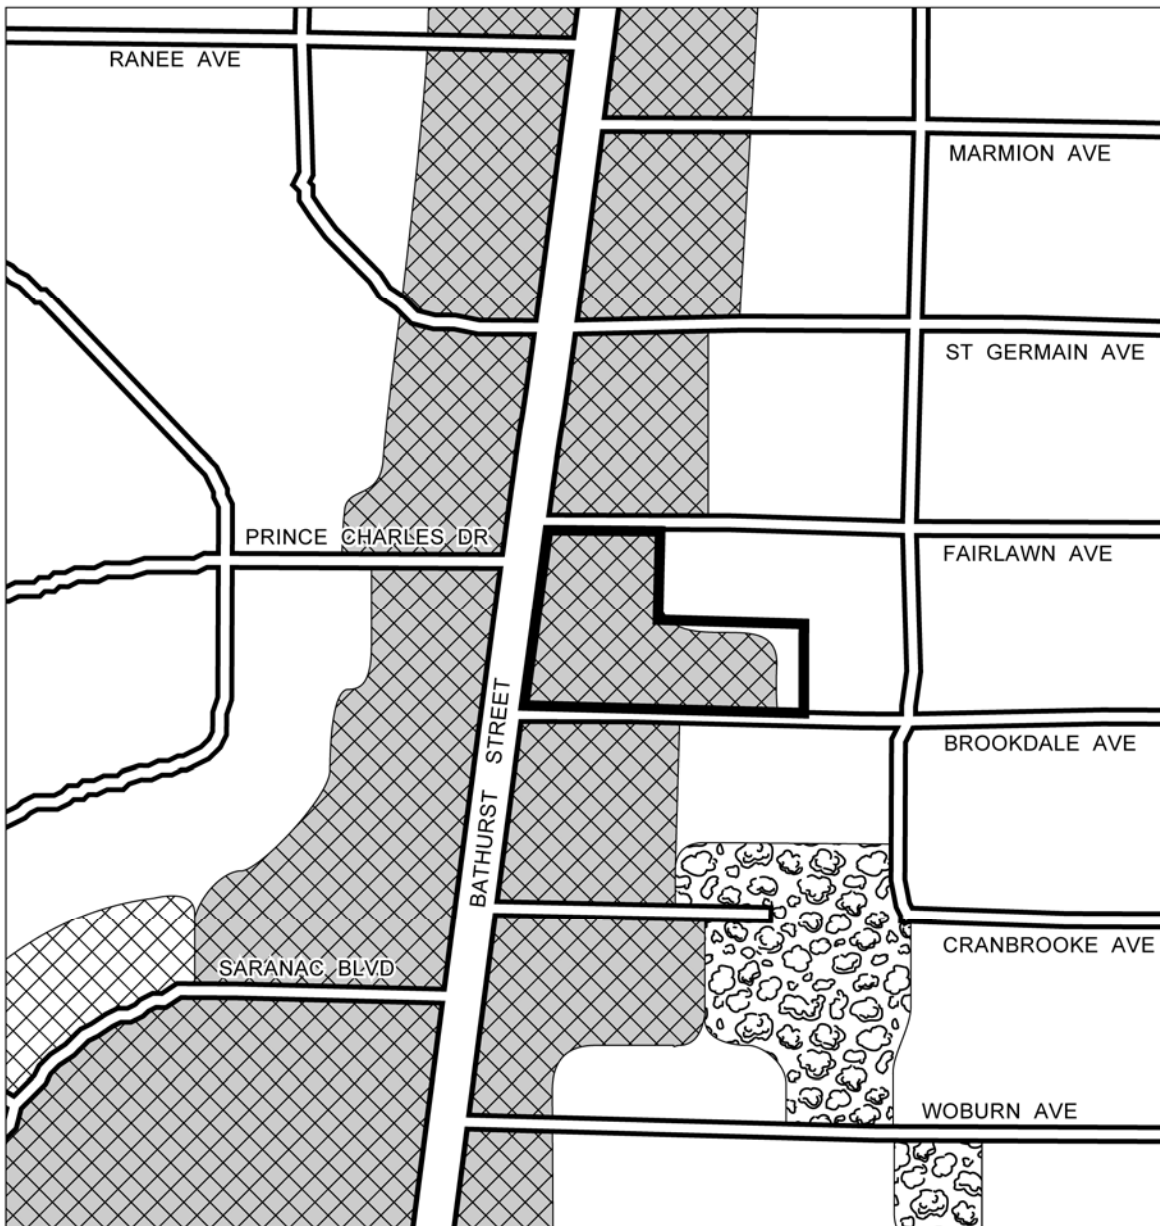 RANEE AVE
MARMION AVE
ST GERMAIN AVE
PRINCE CHARLES DR
FAIRLAWN AVE
BATHURST STREET
BROOKDALE AVE
CRANBROOKE AVE
SARANAC BLVD
WOBURN AVE